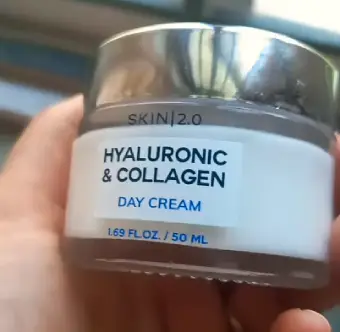 SKIN|2.0
HYALURONIC
& COLLAGEN
DAY CREAM
1.69 FL.OZ. / 50 ML